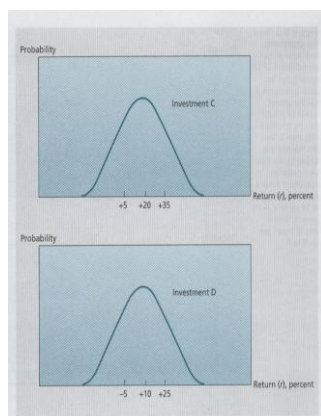 Probability
Investment C
Return (r), percent
+5 +20 +35
Probability
Investment D
Return (r), percent
–5 +10 +25